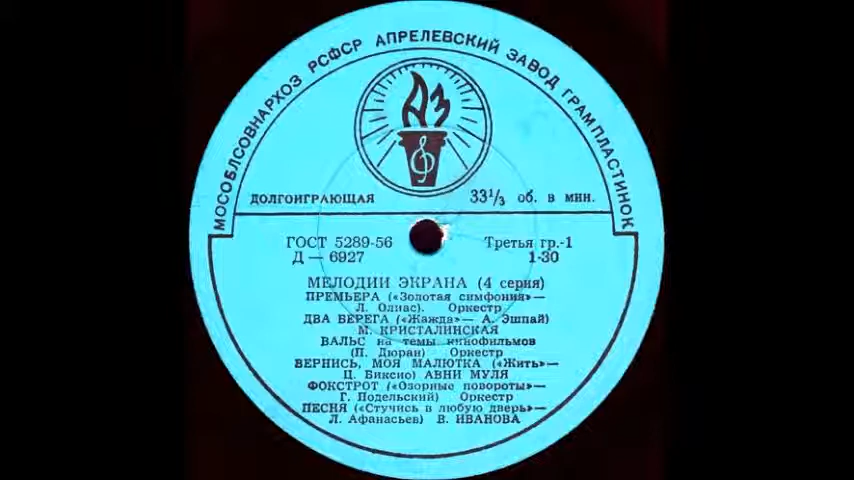 МОСОБЛСОВНАРХОЗ РСФСР АПРЕЛЕВСКИЙ ЗАВОД ГРАМПЛАСТИНОК
АЗ
ДОЛГОИГРАЮЩАЯ 33⅓ об. в мин.
ГОСТ 5289-56 Третья гр.-1
Д — 6927 1-30
МЕЛОДИИ ЭКРАНА (4 серия)
ПРЕМЬЕРА («Золотая симфония»—
Л. Олиас). Оркестр
ДВА БЕРЕГА («Жажда»— А. Эшпай)
М. КРИСТАЛИНСКАЯ
ВАЛЬС на темы кинофильмов
(П. Дюран) Оркестр
ВЕРНИСЬ, МОЯ МАЛЮТКА («Жить»—
Ц. Биксио) АВНИ МУЛЯ
ФОКСТРОТ («Озорные повороты»—
Г. Подельский) Оркестр
ПЕСНЯ («Стучись в любую дверь»—
Л. Афанасьев) В. ИВАНОВА